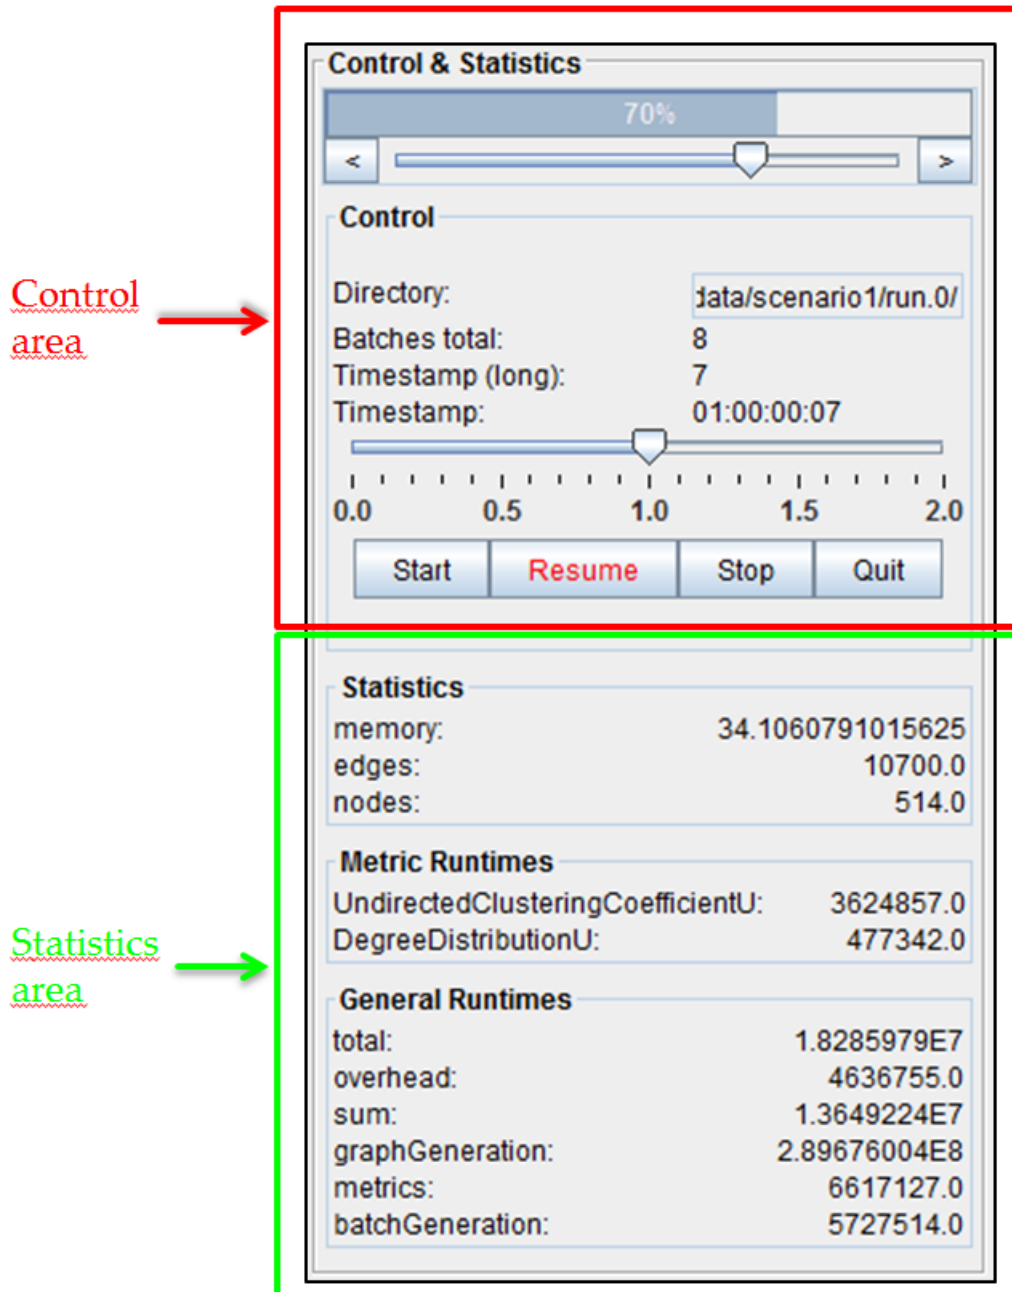 Control & Statistics
70%
< >
Control
Control
area
Directory: data/scenario1/run.0/
Batches total: 8
Timestamp (long): 7
Timestamp: 01:00:00:07
0.0 0.5 1.0 1.5 2.0
Start Resume Stop Quit
Statistics
memory: 34.1060791015625
edges: 10700.0
nodes: 514.0
Metric Runtimes
UndirectedClusteringCoefficientU: 3624857.0
DegreeDistributionU: 477342.0
Statistics
area
General Runtimes
total: 1.8285979E7
overhead: 4636755.0
sum: 1.3649224E7
graphGeneration: 2.89676004E8
metrics: 6617127.0
batchGeneration: 5727514.0